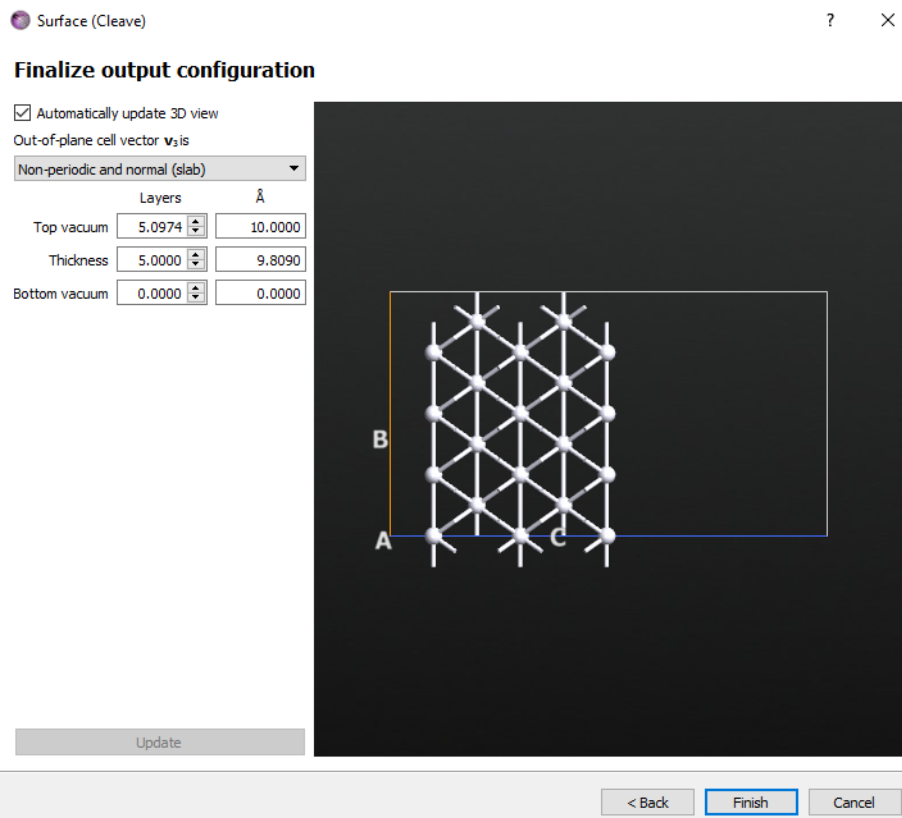 Surface (Cleave) ?
Finalize output configuration
Automatically update 3D view
Out-of-plane cell vector v₃ is
Non-periodic and normal (slab)
Layers Å
Top vacuum 5.0974 10.0000
Thickness 5.0000 9.8090
Bottom vacuum 0.0000 0.0000
B
A C
Update
< Back Finish Cancel